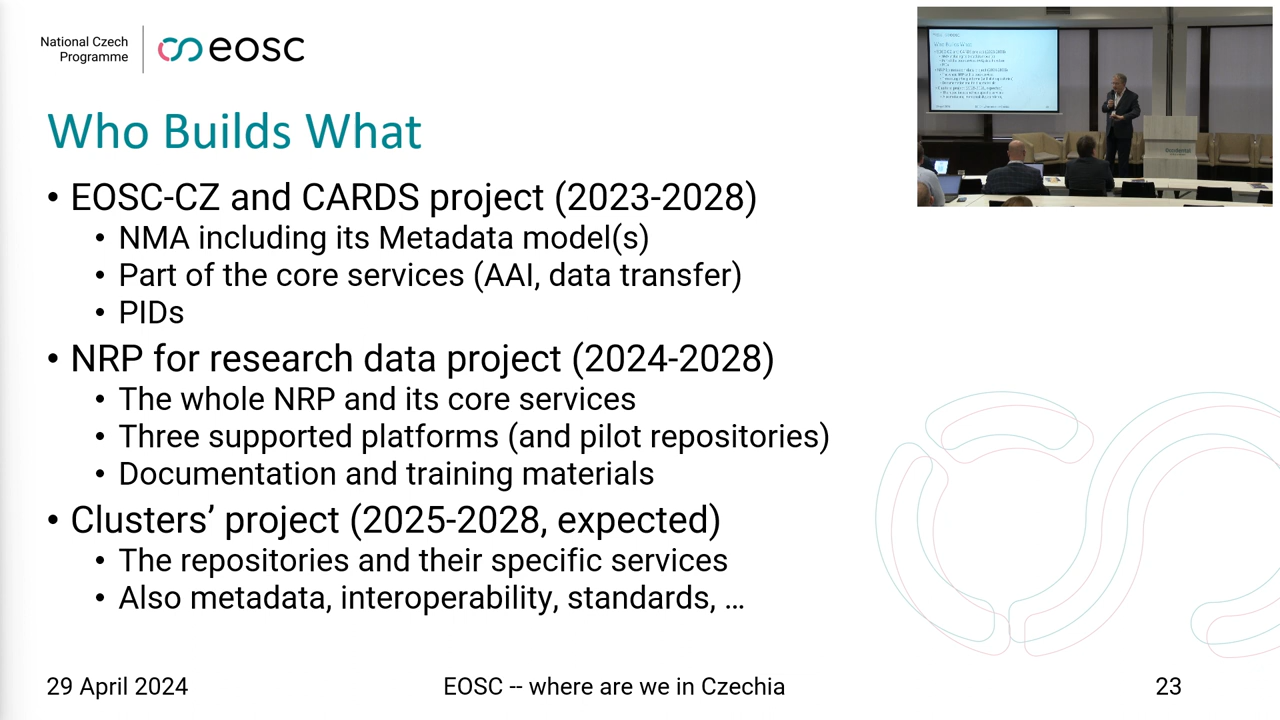 National Czech
Programme
eosc
Who Builds What
• EOSC-CZ and CARDS project (2023-2028)
• NMA including its Metadata model(s)
• Part of the core services (AAI, data transfer)
• PIDs
• NRP for research data project (2024-2028)
• The whole NRP and its core services
• Three supported platforms (and pilot repositories)
• Documentation and training materials
• Clusters’ project (2025-2028, expected)
• The repositories and their specific services
• Also metadata, interoperability, standards, …
29 April 2024
EOSC -- where are we in Czechia
23